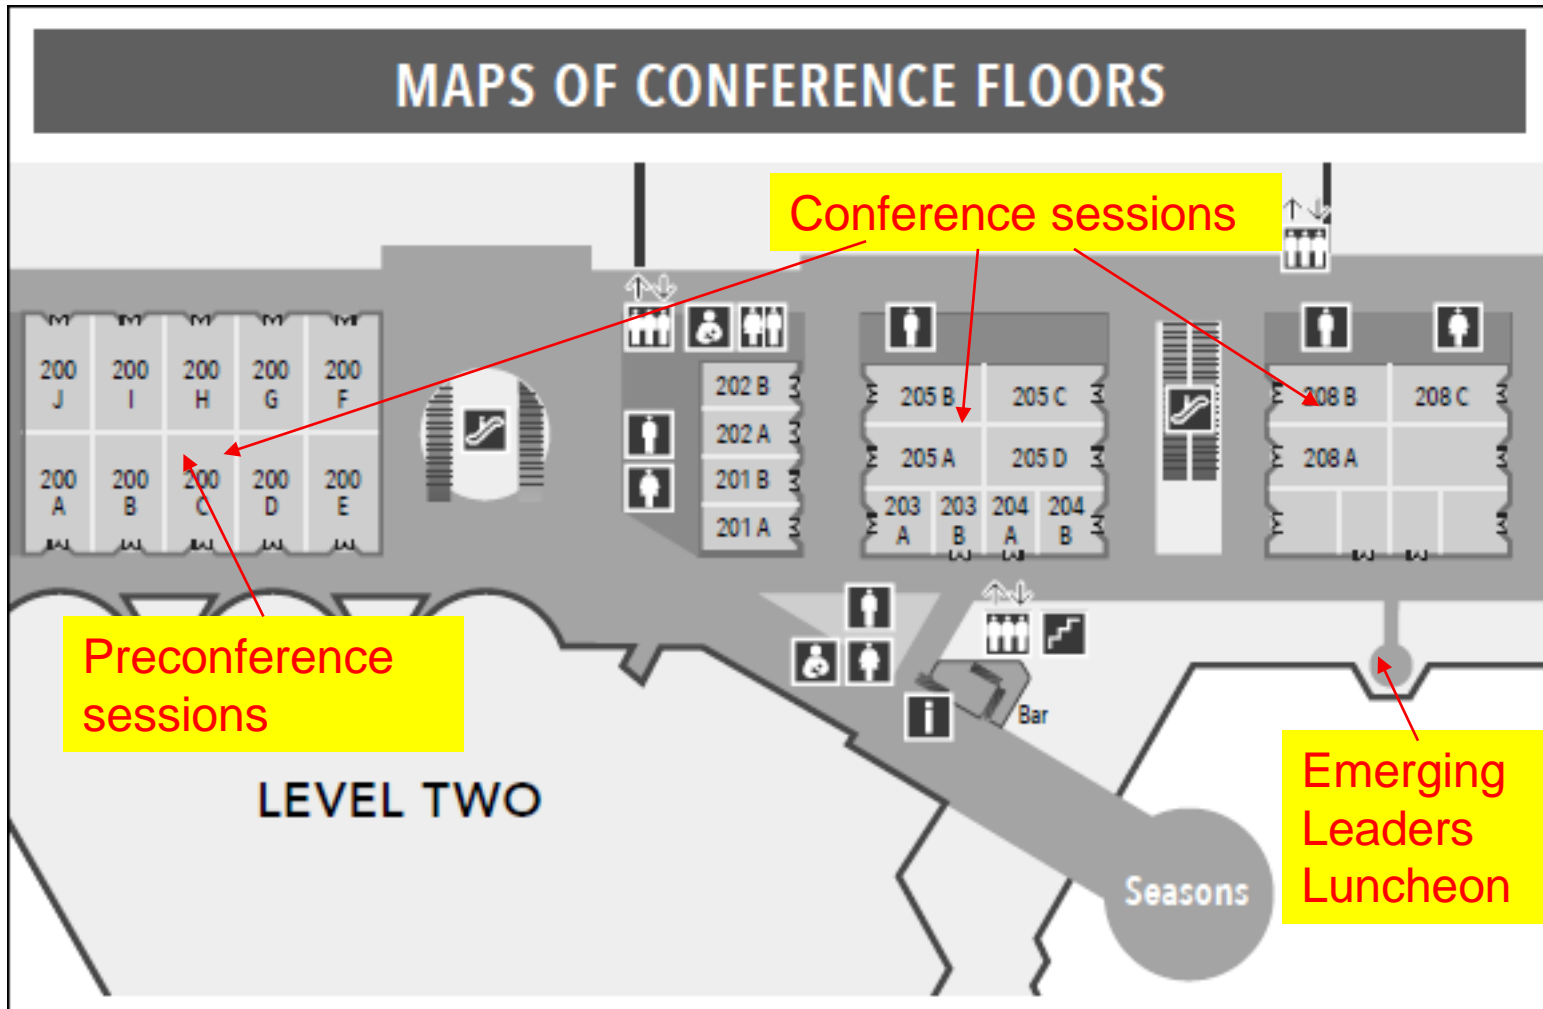 MAPS OF CONFERENCE FLOORS
Conference sessions
200 J
200 I
200 H
200 G
200 F
200 A
200 B
200 C
200 D
200 E
202 B
202 A
201 B
201 A
205 B
205 C
205 A
205 D
203 A
203 B
204 A
204 B
208 B
208 C
208 A
Preconference
sessions
i
Bar
LEVEL TWO
Seasons
Emerging
Leaders
Luncheon